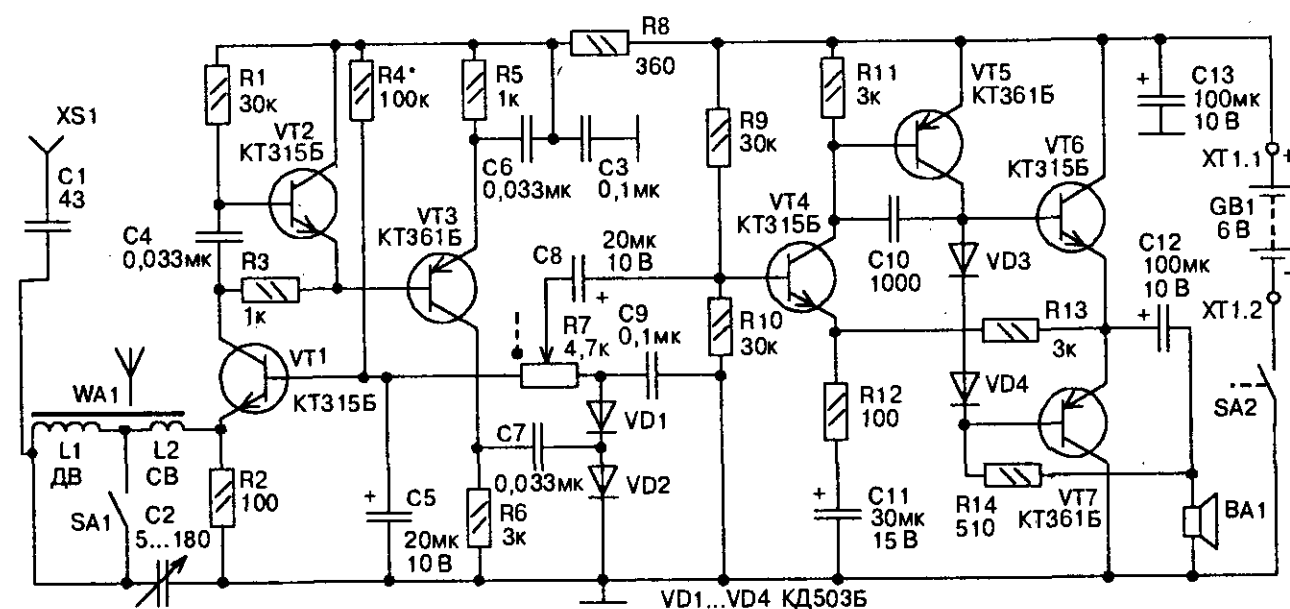 R1
30к
R4*
100к
R5
1к
R8
360
R11
3к
VT5
КТ361Б
C13
100мк
10 В
+
XS1
VT2
КТ315Б
C6
0,033мк
C3
0,1мк
R9
30к
VT6
КТ315Б
XT1.1
+
C1
43
GB1
6 В
-
C4
0,033мк
VT3
КТ361Б
VT4
КТ315Б
R3
1к
C8
20мк
10 В
+
C10
1000
VD3
C12
100мк
10 В
+
XT1.2
VT1
КТ315Б
R7
4,7к
C9
0,1мк
R10
30к
R13
3к
WA1
L1
ДВ
L2
СВ
SA1
C2
5...180
R2
100
+
C5
20мк
10 В
C7
0,033мк
R6
3к
VD1
VD2
R12
100
+
C11
30мк
15 В
VD4
R14
510
VT7
КТ361Б
SA2
BA1
VD1...VD4 КД503Б